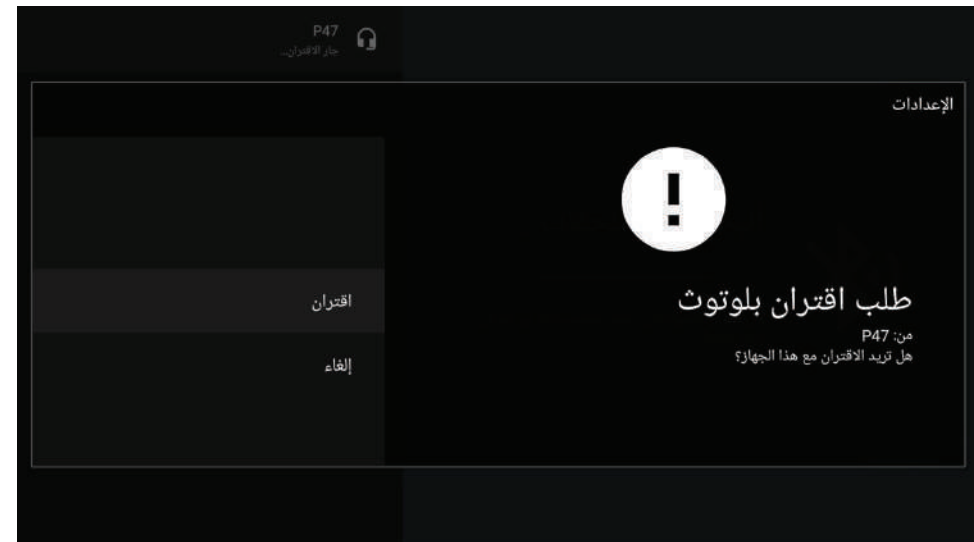 P47
جارٍ الاقتران...
الإعدادات
طلب اقتران بلوتوث
من: P47
هل تريد الاقتران مع هذا الجهاز؟
اقتران
إلغاء